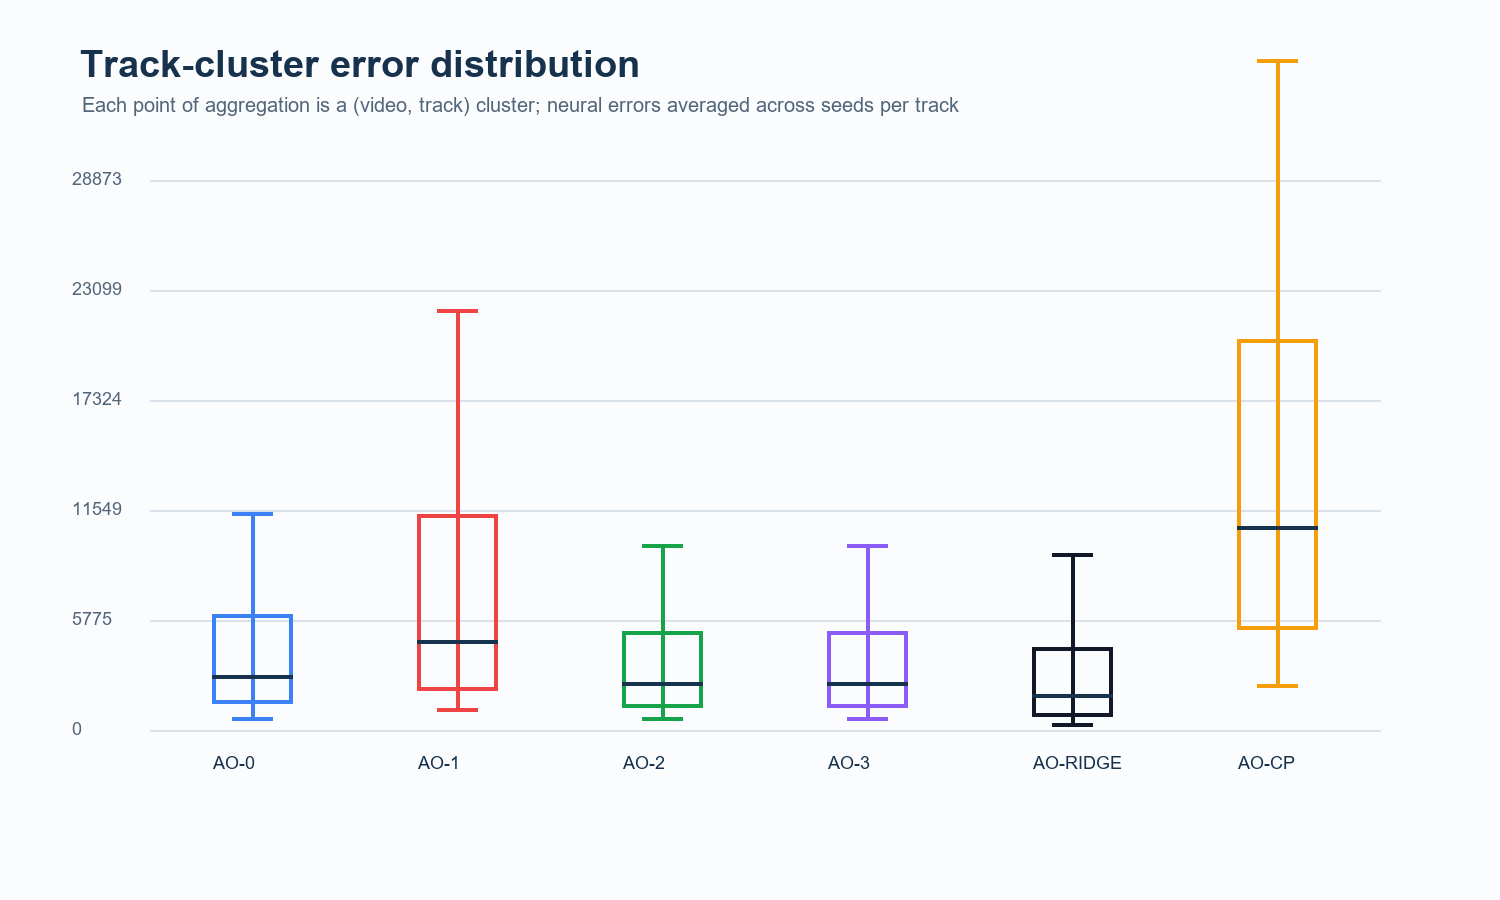 Track-cluster error distribution
Each point of aggregation is a (video, track) cluster; neural errors averaged across seeds per track
28873
23099
17324
11549
5775
0
AO-0 AO-1 AO-2 AO-3 AO-RIDGE AO-CP